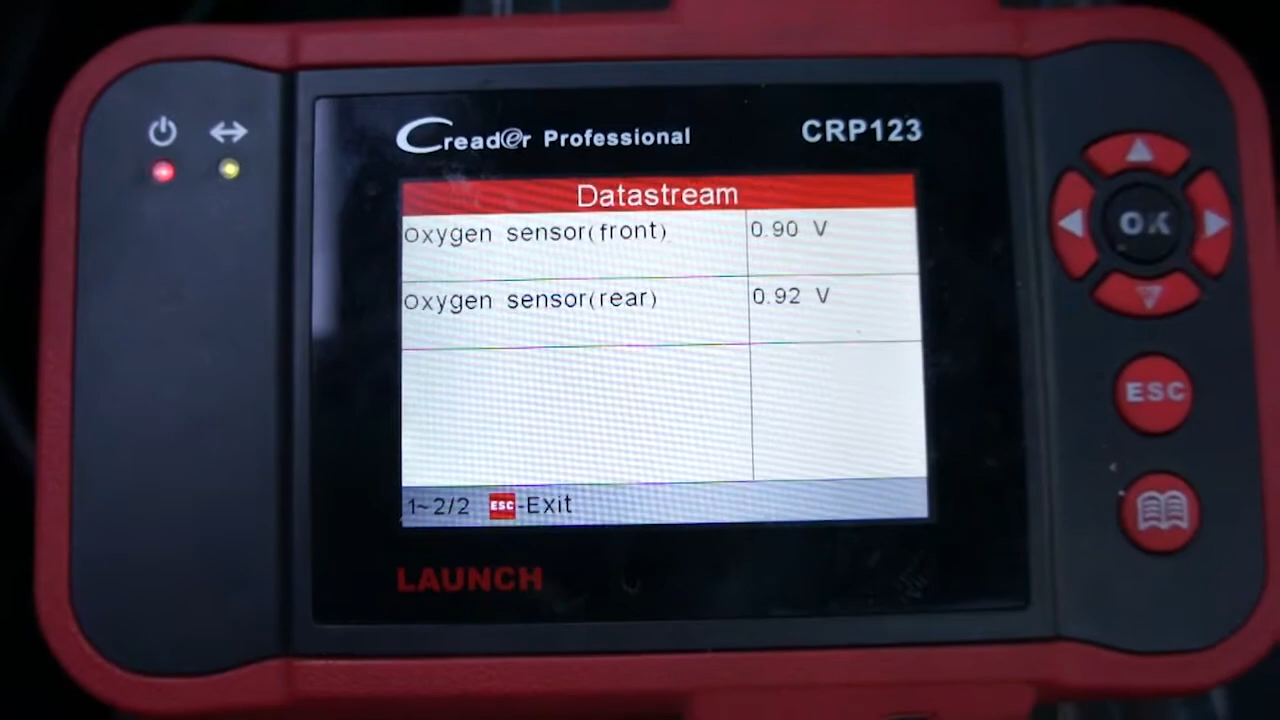 Creader Professional
CRP123
Datastream
Oxygen sensor(front)
0.90 V
Oxygen sensor(rear)
0.92 V
1~2/2 ESC-Exit
LAUNCH
OK
ESC